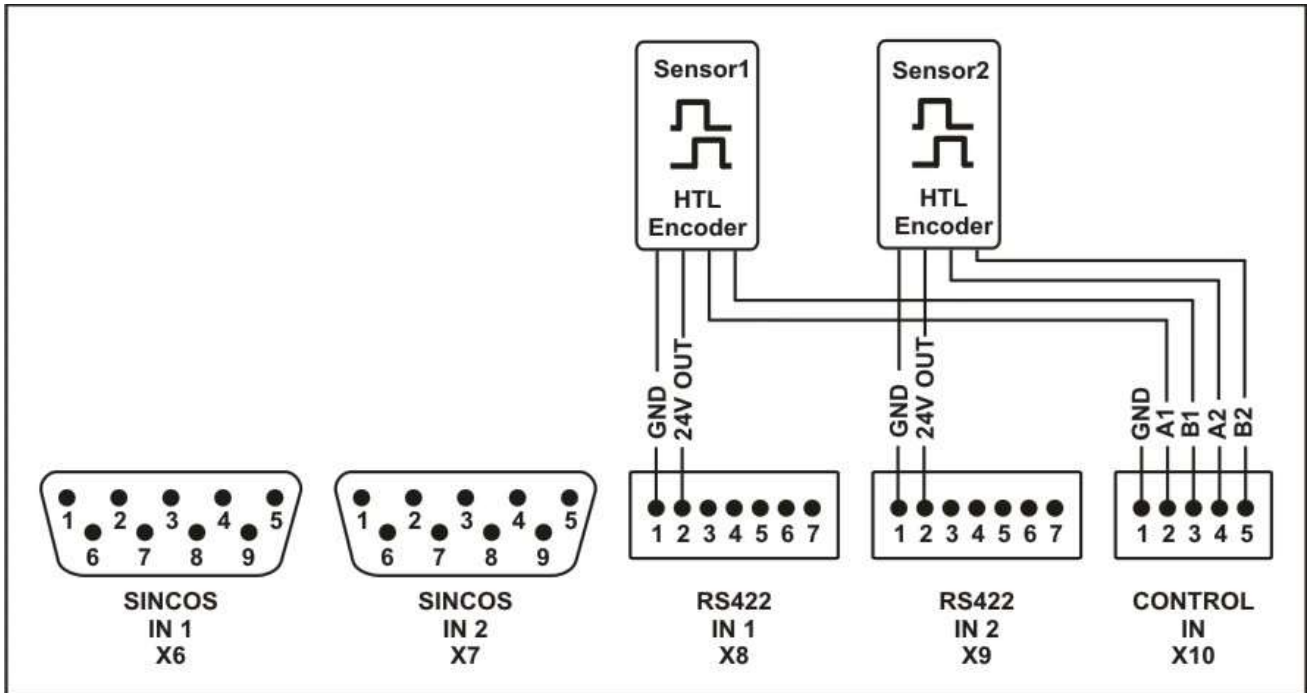 Sensor1
HTL
Encoder
Sensor2
HTL
Encoder
GND
24V OUT
GND
24V OUT
GND
A1
B1
A2
B2
1 2 3 4 5
6 7 8 9
SINCOS
IN 1
X6
1 2 3 4 5
6 7 8 9
SINCOS
IN 2
X7
1 2 3 4 5 6 7
RS422
IN 1
X8
1 2 3 4 5 6 7
RS422
IN 2
X9
1 2 3 4 5
CONTROL
IN
X10